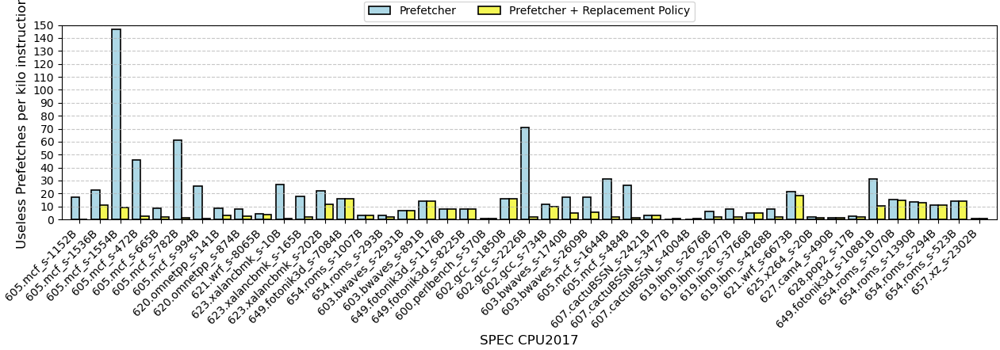 Prefetcher
Prefetcher + Replacement Policy
Useless Prefetches per kilo instruction
150
140
130
120
110
100
90
80
70
60
50
40
30
20
10
0
605.mcf_s-1152B
605.mcf_s-1536B
605.mcf_s-1554B
605.mcf_s-472B
605.mcf_s-665B
605.mcf_s-782B
605.mcf_s-994B
620.omnetpp_s-141B
620.omnetpp_s-874B
621.wrf_s-8065B
623.xalancbmk_s-10B
623.xalancbmk_s-165B
623.xalancbmk_s-202B
649.fotonik3d_s-7084B
654.roms_s-1007B
654.roms_s-293B
603.bwaves_s-2931B
603.bwaves_s-891B
649.fotonik3d_s-1176B
649.fotonik3d_s-8225B
600.perlbench_s-570B
602.gcc_s-1850B
602.gcc_s-2226B
602.gcc_s-734B
603.bwaves_s-1740B
603.bwaves_s-2609B
605.mcf_s-1644B
605.mcf_s-484B
607.cactuBSSN_s-2421B
607.cactuBSSN_s-3477B
607.cactuBSSN_s-4004B
619.lbm_s-2676B
619.lbm_s-2677B
619.lbm_s-3766B
619.lbm_s-4268B
621.wrf_s-6673B
625.x264_s-20B
627.cam4_s-490B
628.pop2_s-17B
649.fotonik3d_s-10881B
654.roms_s-1070B
654.roms_s-1390B
654.roms_s-294B
654.roms_s-523B
657.xz_s-2302B
SPEC CPU2017